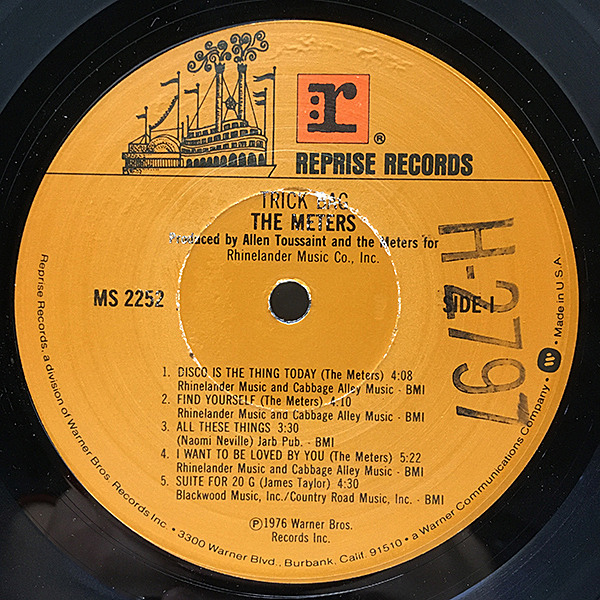 r
®
REPRISE RECORDS
TRICK BAG
THE METERS
Produced by Allen Toussaint and the Meters for
Rhinelander Music Co., Inc.
MS 2252
SIDE 1
H-2797
1. DISCO IS THE THING TODAY (The Meters) 4:08
Rhinelander Music and Cabbage Alley Music - BMI
2. FIND YOURSELF (The Meters) 4:10
Rhinelander Music and Cabbage Alley Music - BMI
3. ALL THESE THINGS 3:30
(Naomi Neville) Jarb Pub. - BMI
4. I WANT TO BE LOVED BY YOU (The Meters) 5:22
Rhinelander Music and Cabbage Alley Music - BMI
5. SUITE FOR 20 G (James Taylor) 4:30
Blackwood Music, Inc./Country Road Music, Inc. - BMI
Ⓟ1976 Warner Bros.
Records Inc.
Reprise Records, a division of Warner Bros. Records Inc. • 3300 Warner Blvd., Burbank, Calif. 91510 • a Warner Communications Company • W • Made in U.S.A.